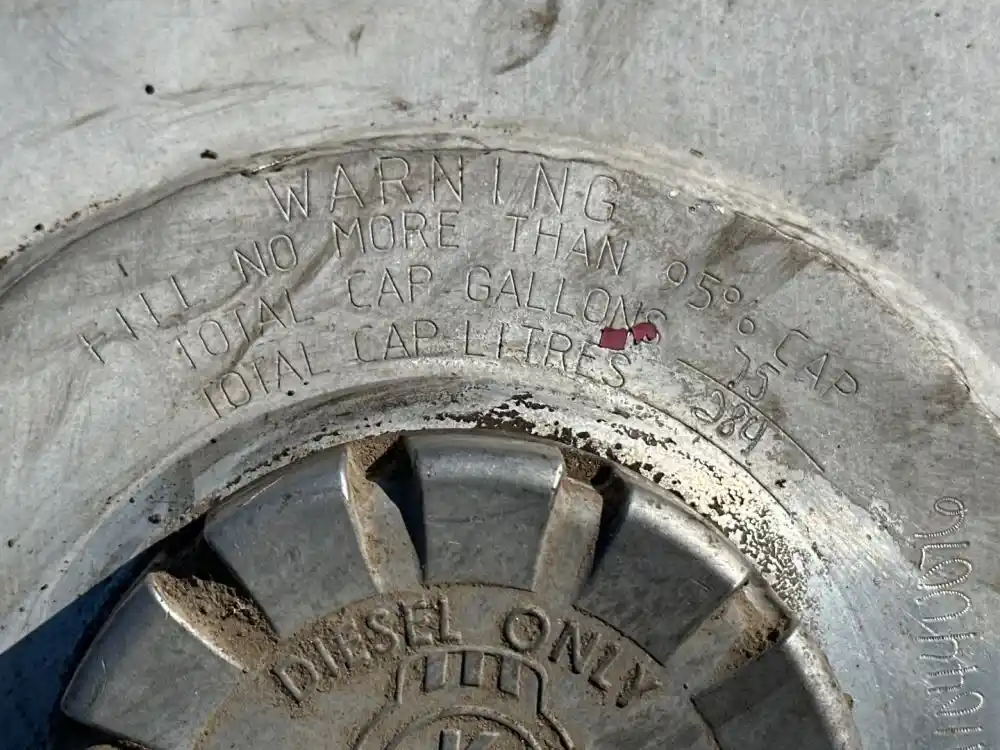 WARNING
FILL NO MORE THAN 95% CAP
TOTAL CAP GALLONS 75
TOTAL CAP LITRES 284
DIESEL ONLY
K